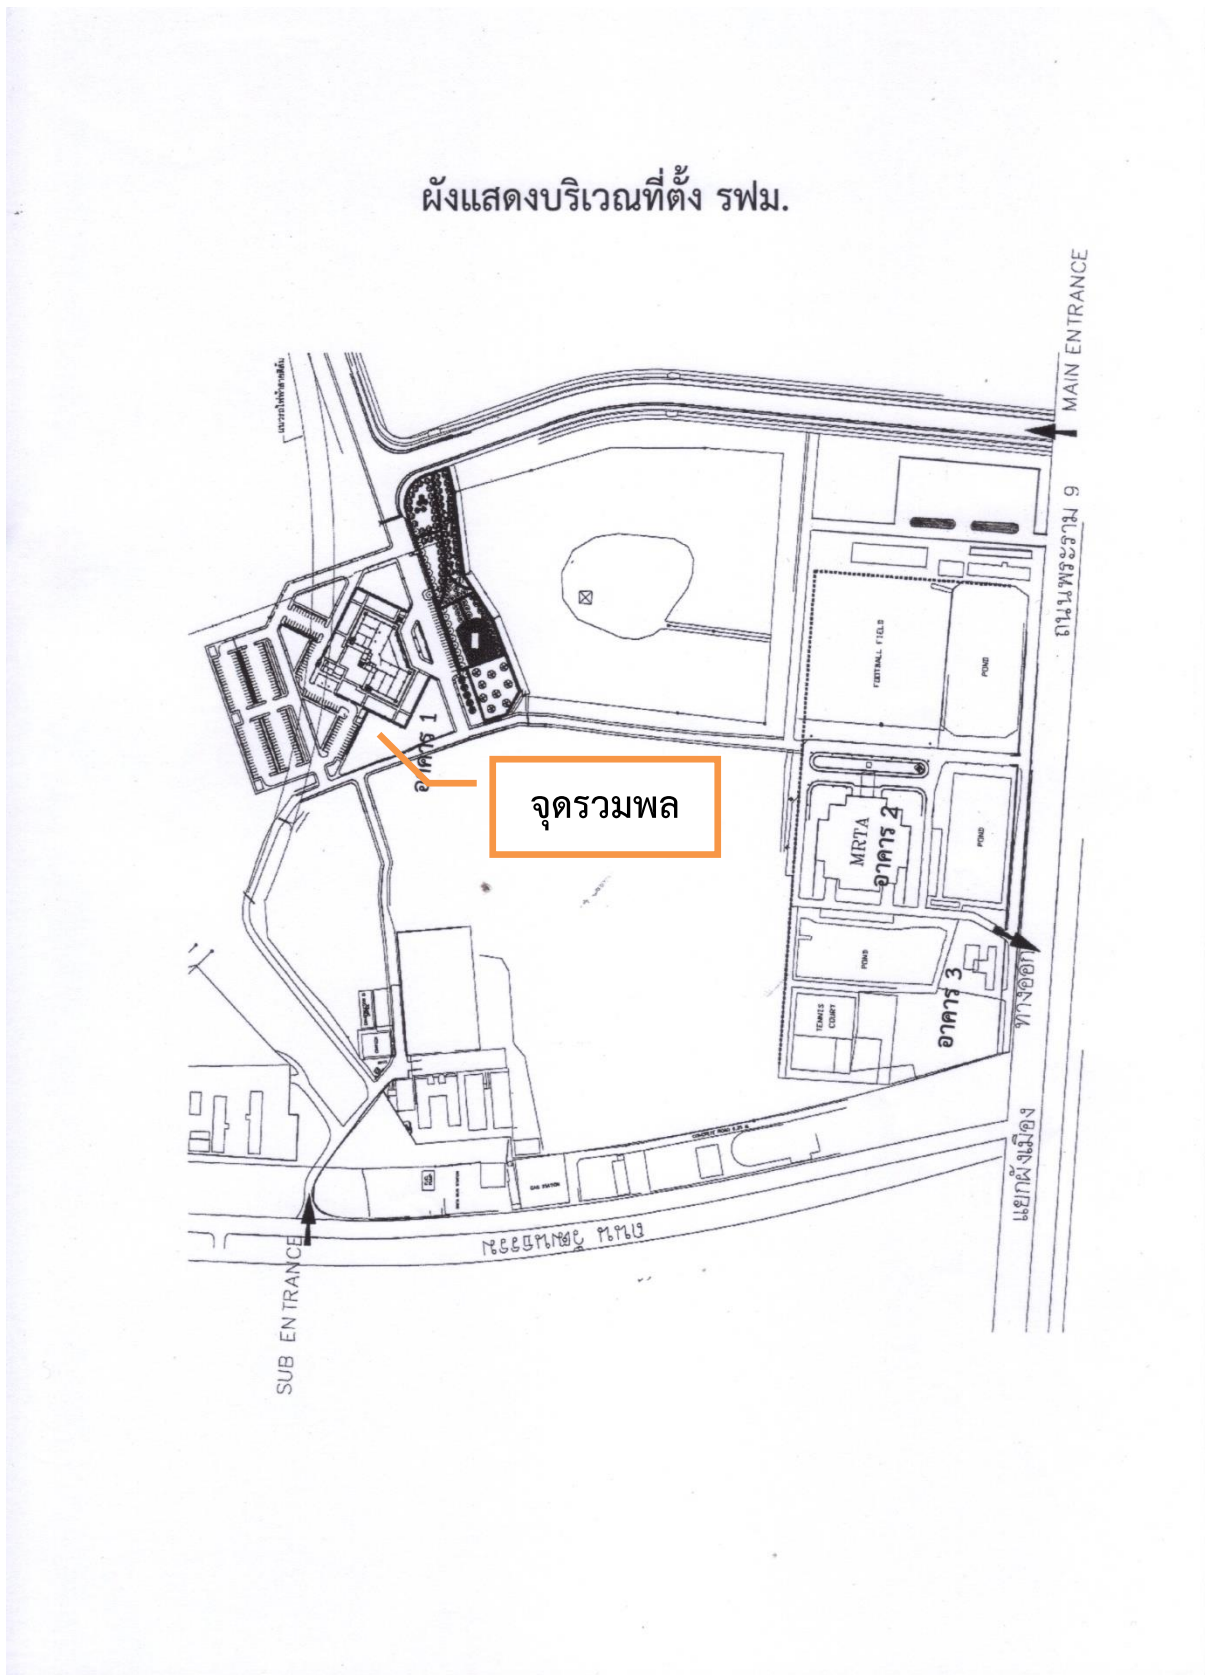 ผังแสดงบริเวณที่ตั้ง รฟม.
MAIN ENTRANCE
ถนนพระราม 9
FOOTBALL FIELD
POND
อาคาร 1
จุดรวมพล
MRTA
อาคาร 2
POND
POND
TENNIS
COURT
อาคาร 3
ทางออก
แยกผังเมือง
GAS STATION
ถนน วัฒนธรรม
SUB ENTRANCE